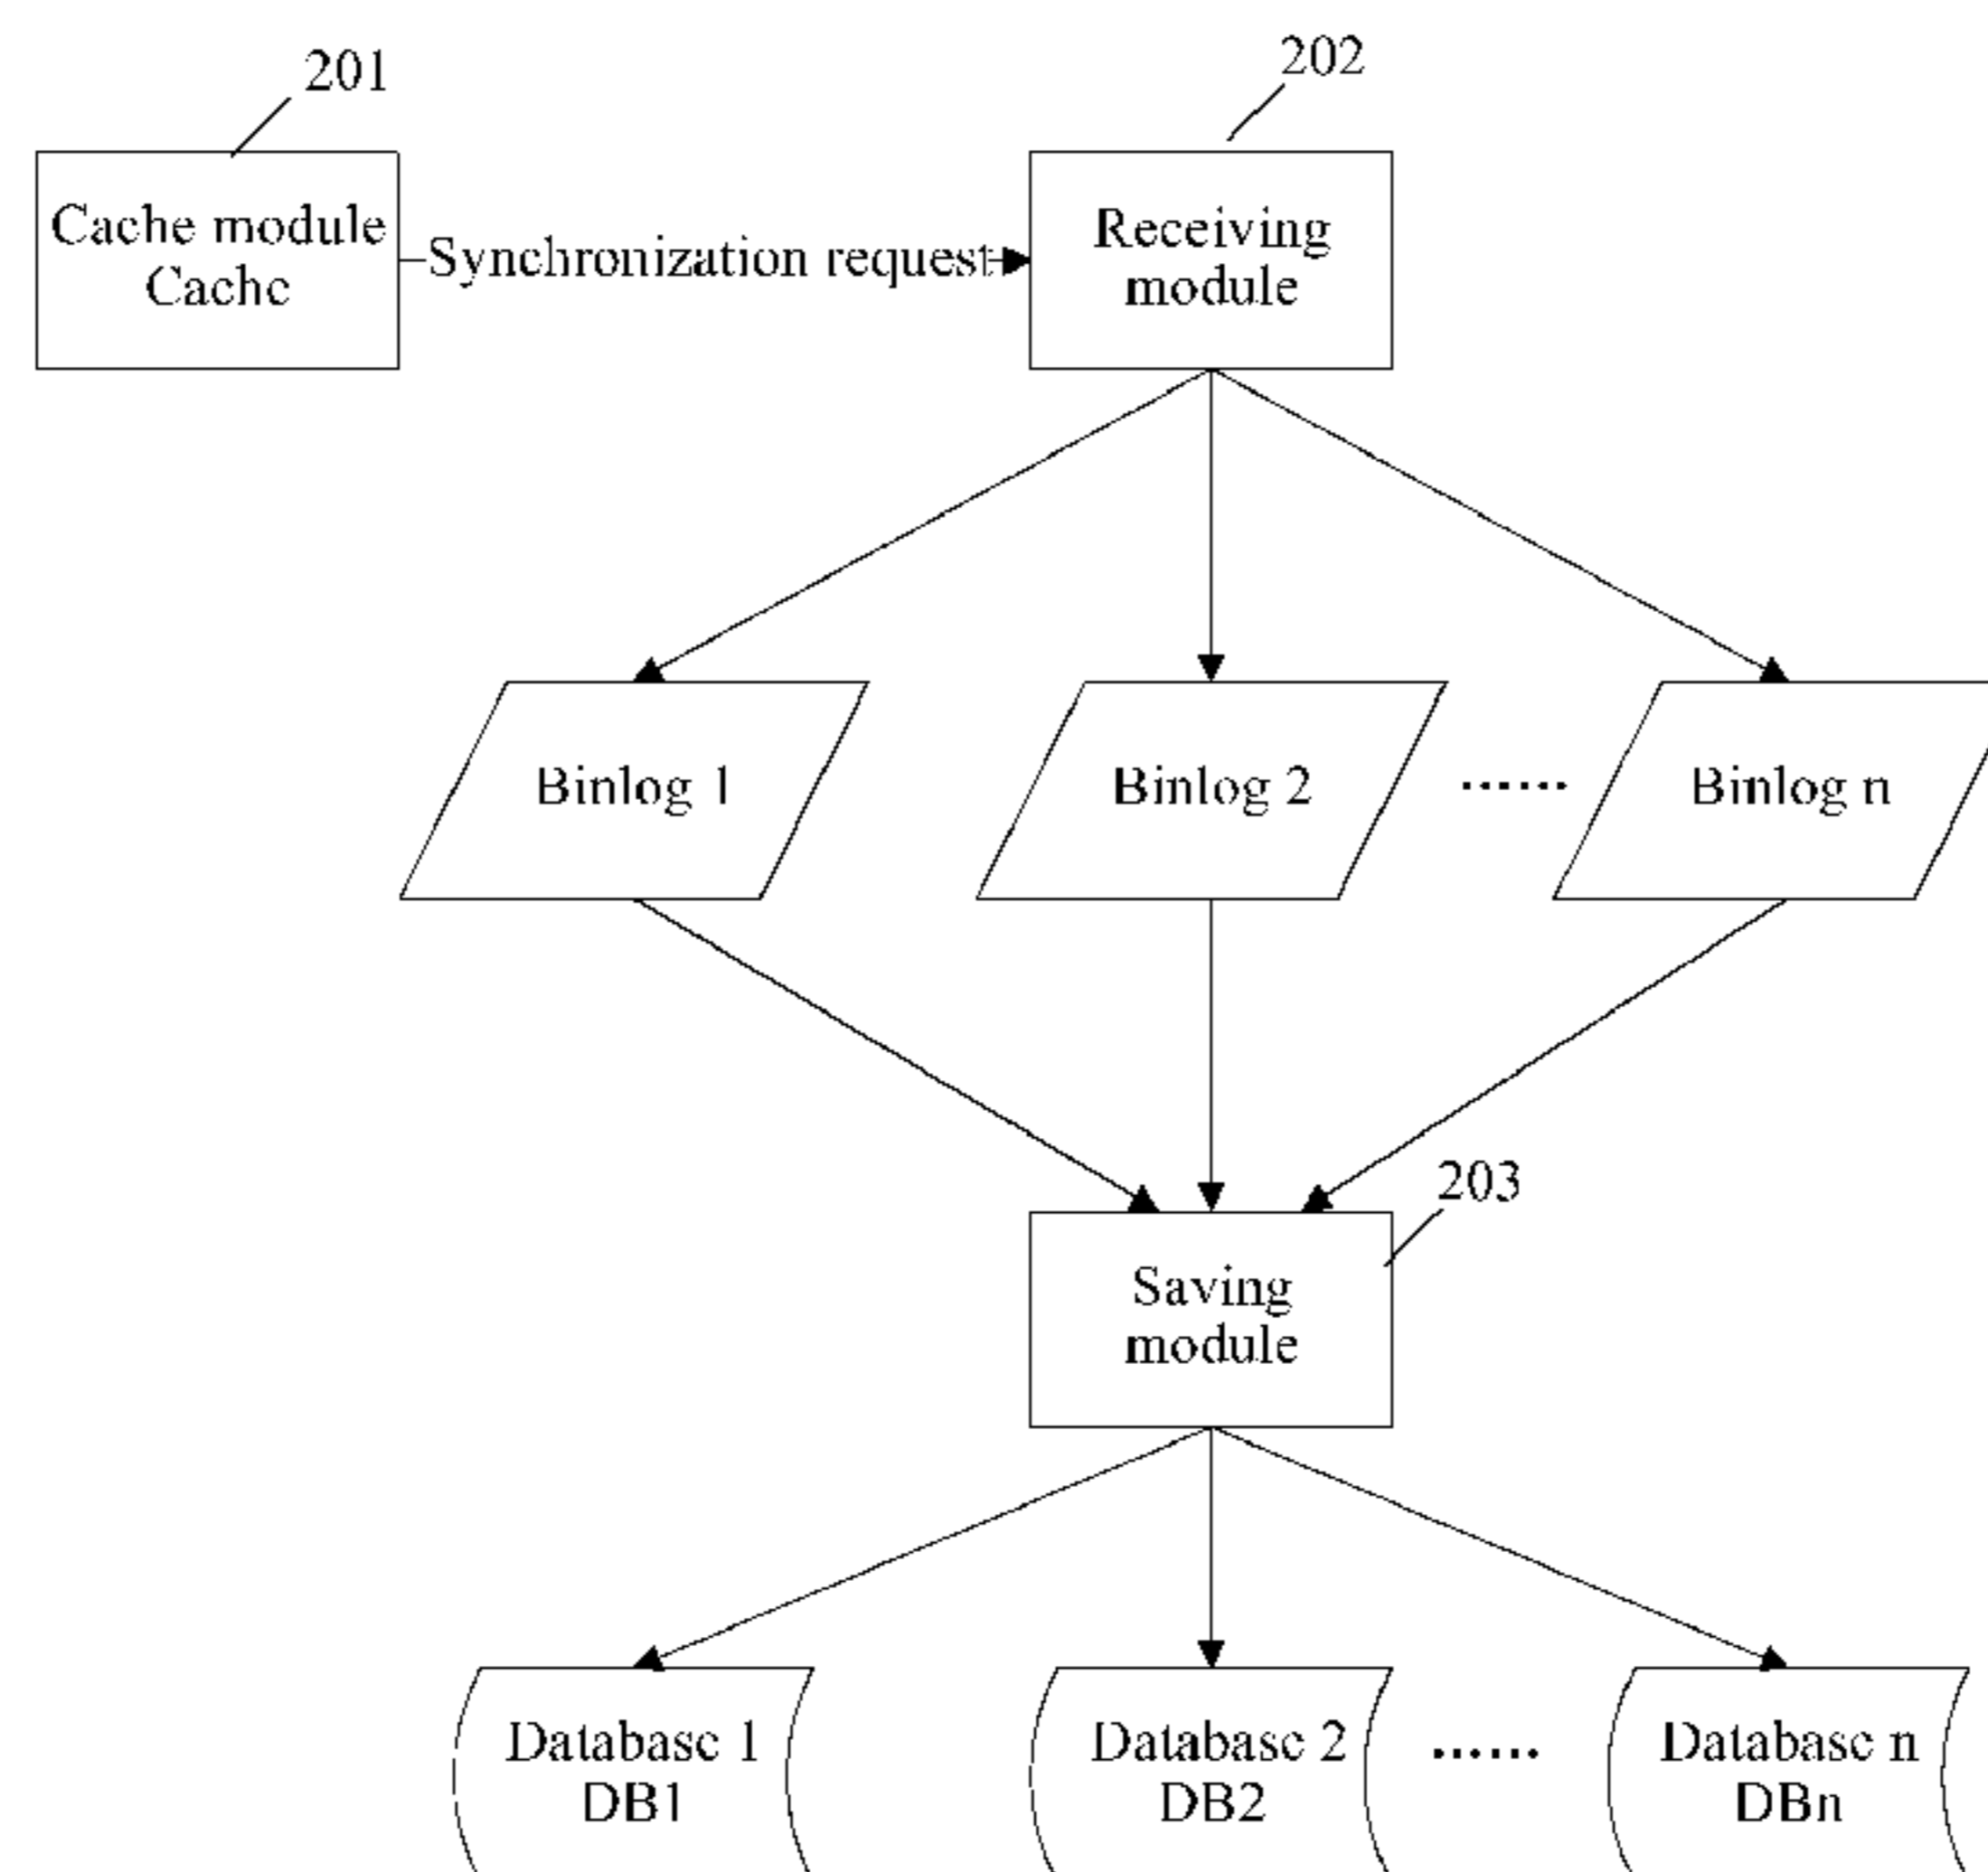 201
202
Cache module
Cache
Synchronization request
Receiving
module
Binlog 1
Binlog 2
......
Binlog n
203
Saving
module
Database 1
DB1
Database 2
DB2
......
Database n
DBn